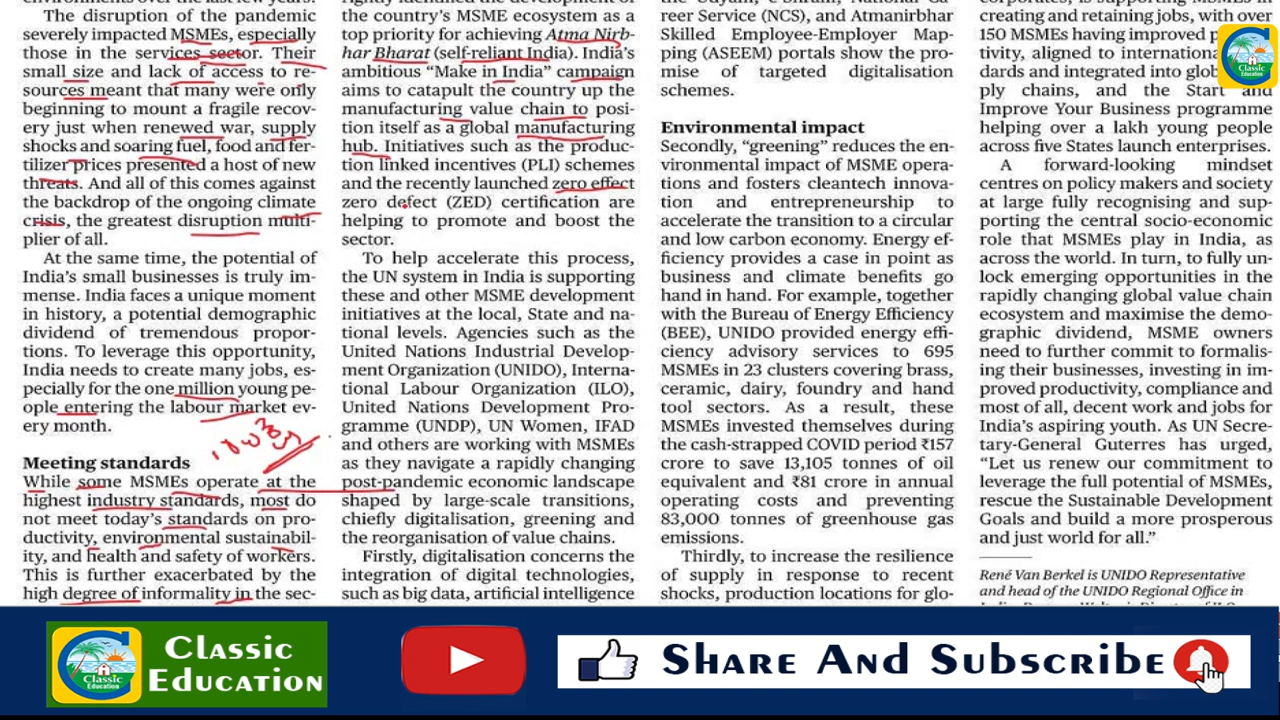 environments over the last few years.
The disruption of the pandemic
severely impacted MSMEs, especially
those in the services sector. Their
small size and lack of access to re-
sources meant that many were only
beginning to mount a fragile recov-
ery just when renewed war, supply
shocks and soaring fuel, food and fer-
tilizer prices presented a host of new
threats. And all of this comes against
the backdrop of the ongoing climate
crisis, the greatest disruption multi-
plier of all.
At the same time, the potential of
India's small businesses is truly im-
mense. India faces a unique moment
in history, a potential demographic
dividend of tremendous propor-
tions. To leverage this opportunity,
India needs to create many jobs, es-
pecially for the one million young pe-
ople entering the labour market ev-
ery month.
Meeting standards
While some MSMEs operate at the
highest industry standards, most do
not meet today's standards on pro-
ductivity, environmental sustainabil-
ity, and health and safety of workers.
This is further exacerbated by the
high degree of informality in the sec-
rightly identified the development of
the country's MSME ecosystem as a
top priority for achieving Atma Nirb-
har Bharat (self-reliant India). India's
ambitious “Make in India” campaign
aims to catapult the country up the
manufacturing value chain to posi-
tion itself as a global manufacturing
hub. Initiatives such as the produc-
tion linked incentives (PLI) schemes
and the recently launched zero effect
zero defect (ZED) certification are
helping to promote and boost the
sector.
To help accelerate this process,
the UN system in India is supporting
these and other MSME development
initiatives at the local, State and na-
tional levels. Agencies such as the
United Nations Industrial Develop-
ment Organization (UNIDO), Interna-
tional Labour Organization (ILO),
United Nations Development Pro-
gramme (UNDP), UN Women, IFAD
and others are working with MSMEs
as they navigate a rapidly changing
post-pandemic economic landscape
shaped by large-scale transitions,
chiefly digitalisation, greening and
the reorganisation of value chains.
Firstly, digitalisation concerns the
integration of digital technologies,
such as big data, artificial intelligence
the Udyam, e-Shram, National Ca-
reer Service (NCS), and Atmanirbhar
Skilled Employee-Employer Map-
ping (ASEEM) portals show the pro-
mise of targeted digitalisation
schemes.
Environmental impact
Secondly, “greening” reduces the en-
vironmental impact of MSME opera-
tions and fosters cleantech innova-
tion and entrepreneurship to
accelerate the transition to a circular
and low carbon economy. Energy ef-
ficiency provides a case in point as
business and climate benefits go
hand in hand. For example, together
with the Bureau of Energy Efficiency
(BEE), UNIDO provided energy effi-
ciency advisory services to 695
MSMEs in 23 clusters covering brass,
ceramic, dairy, foundry and hand
tool sectors. As a result, these
MSMEs invested themselves during
the cash-strapped COVID period ₹157
crore to save 13,105 tonnes of oil
equivalent and ₹81 crore in annual
operating costs and preventing
83,000 tonnes of greenhouse gas
emissions.
Thirdly, to increase the resilience
of supply in response to recent
shocks, production locations for glo-
corporates, is supporting MSMEs in
creating and retaining jobs, with over
150 MSMEs having improved
tivity, aligned to
dards and integrated into
ply chains, and the Start and
Improve Your Business programme
helping over a lakh young people
across five States launch enterprises.
A forward-looking mindset
centres on policy makers and society
at large fully recognising and sup-
porting the central socio-economic
role that MSMEs play in India, as
across the world. In turn, to fully un-
lock emerging opportunities in the
rapidly changing global value chain
ecosystem and maximise the demo-
graphic dividend, MSME owners
need to further commit to formalis-
ing their businesses, investing in im-
proved productivity, compliance and
most of all, decent work and jobs for
India's aspiring youth. As UN Secre-
tary-General Guterres has urged,
“Let us renew our commitment to
leverage the full potential of MSMEs,
rescue the Sustainable Development
Goals and build a more prosperous
and just world for all.”
René Van Berkel is UNIDO Representative
and head of the UNIDO Regional Office in
Classic
Education
Classic
Education
Classic
Education
Share And Subscribe